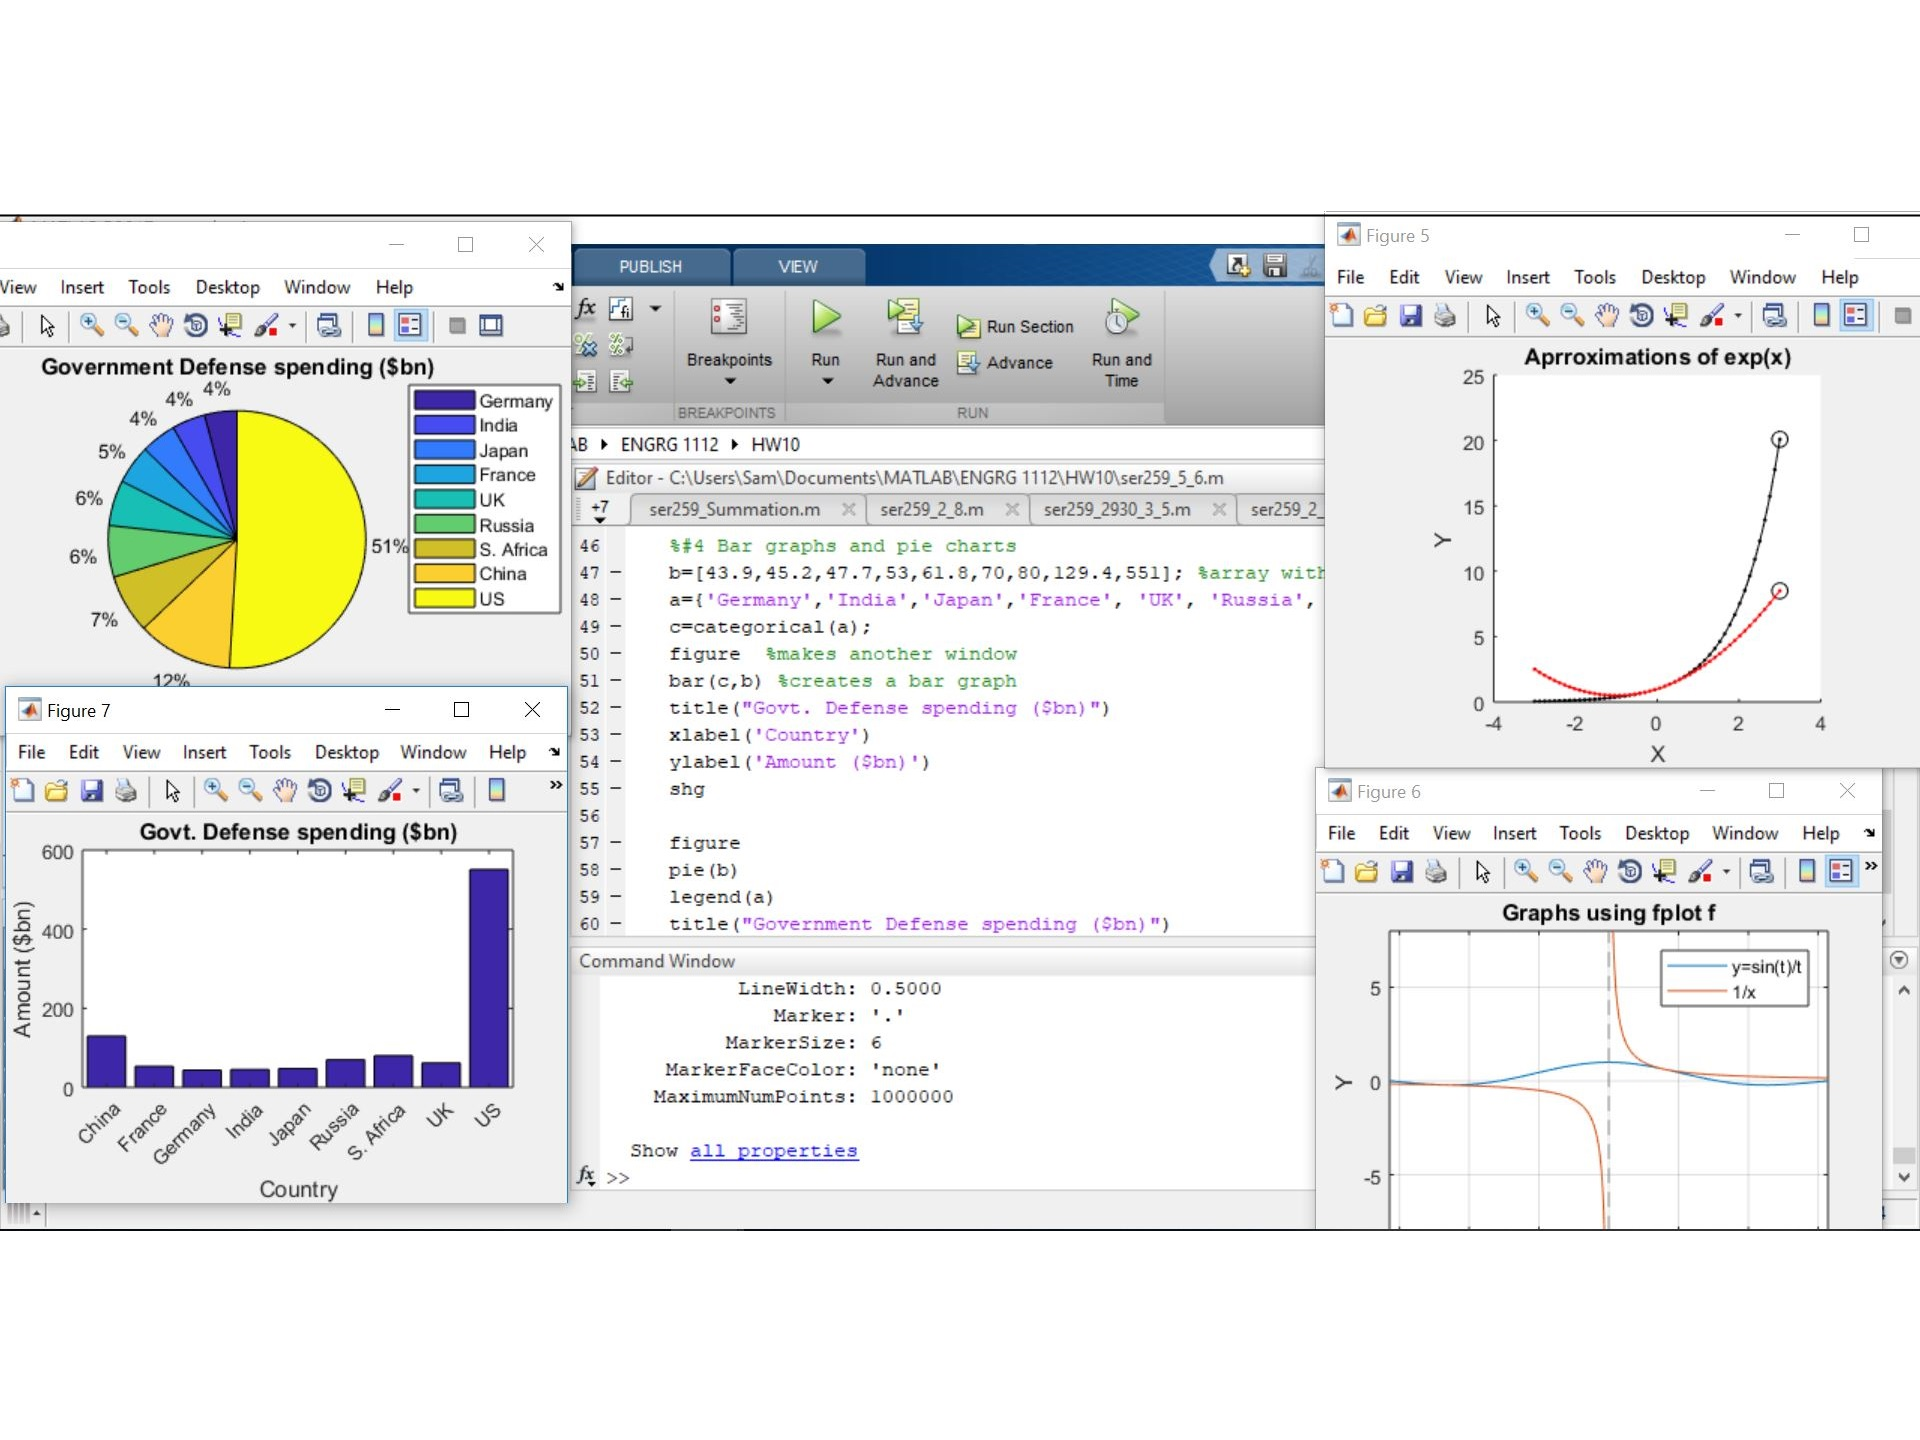 View Insert Tools Desktop Window Help
Government Defense spending ($bn)
4%
4%
4%
5%
6%
6%
7%
12%
51%
Germany
India
Japan
France
UK
Russia
S. Africa
China
US
Figure 7
File Edit View Insert Tools Desktop Window Help
Govt. Defense spending ($bn)
600
400
200
0
Amount ($bn)
China
France
Germany
India
Japan
Russia
S. Africa
UK
US
Country
PUBLISH VIEW
fx
Breakpoints
Run
Run and Advance
Run Section
Advance
Run and Time
BREAKPOINTS
RUN
AB ENGRG 1112 HW10
Editor - C:\Users\Sam\Documents\MATLAB\ENGRG 1112\HW10\ser259_5_6.m
+7 ser259_Summation.m ser259_2_8.m ser259_2930_3_5.m ser259_2_
46 %#4 Bar graphs and pie charts
47 – b=[43.9,45.2,47.7,53,61.8,70,80,129.4,551]; %array with
48 – a={'Germany','India','Japan','France', 'UK', 'Russia',
49 – c=categorical(a);
50 – figure %makes another window
51 – bar(c,b) %creates a bar graph
52 – title("Govt. Defense spending ($bn)")
53 – xlabel('Country')
54 – ylabel('Amount ($bn)')
55 – shg
56
57 – figure
58 – pie(b)
59 – legend(a)
60 – title("Government Defense spending ($bn)")
Command Window
LineWidth: 0.5000
Marker: '.'
MarkerSize: 6
MarkerFaceColor: 'none'
MaximumNumPoints: 1000000
Show all properties
fx >>
Figure 5
File Edit View Insert Tools Desktop Window Help
Aprroximations of exp(x)
25
20
15
10
5
0
Y
-4 -2 0 2 4
X
Figure 6
File Edit View Insert Tools Desktop Window Help
Graphs using fplot f
y=sin(t)/t
1/x
5
0
-5
Y